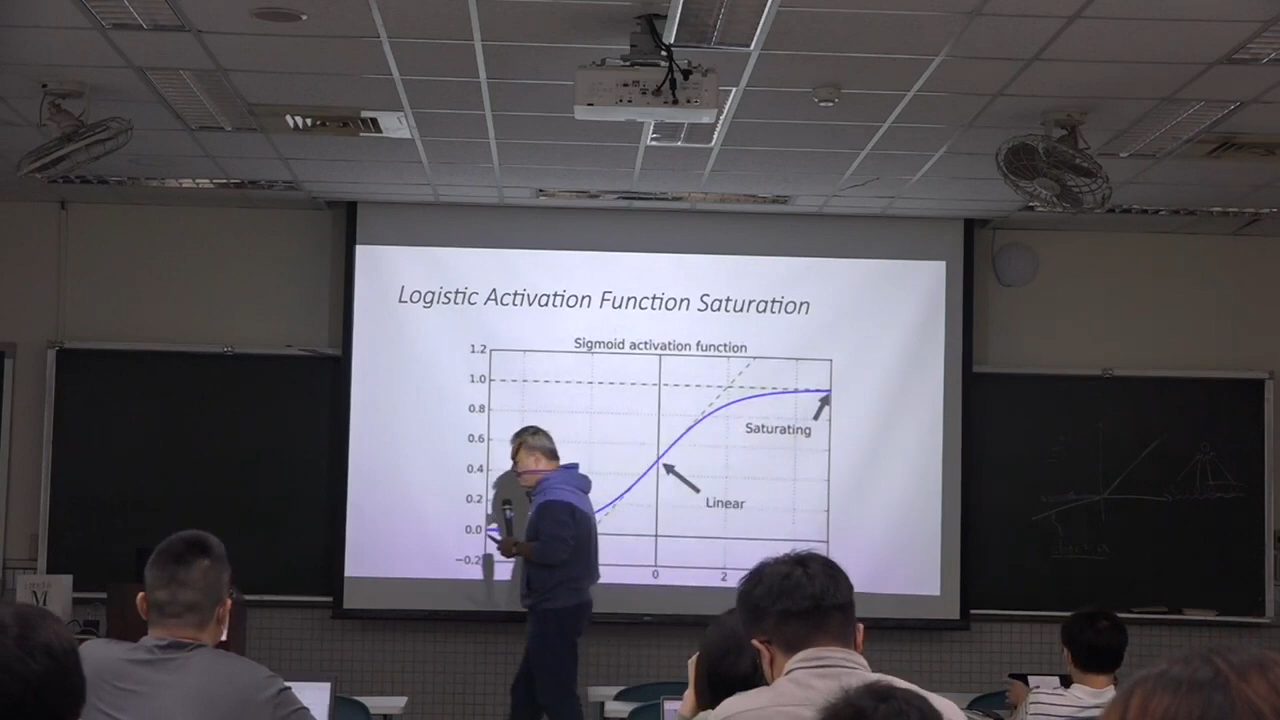 Logistic Activation Function Saturation
Sigmoid activation function
1.2
1.0
0.8
0.6
0.4
0.2
0.0
−0.2
Saturating
Linear
0
2
M